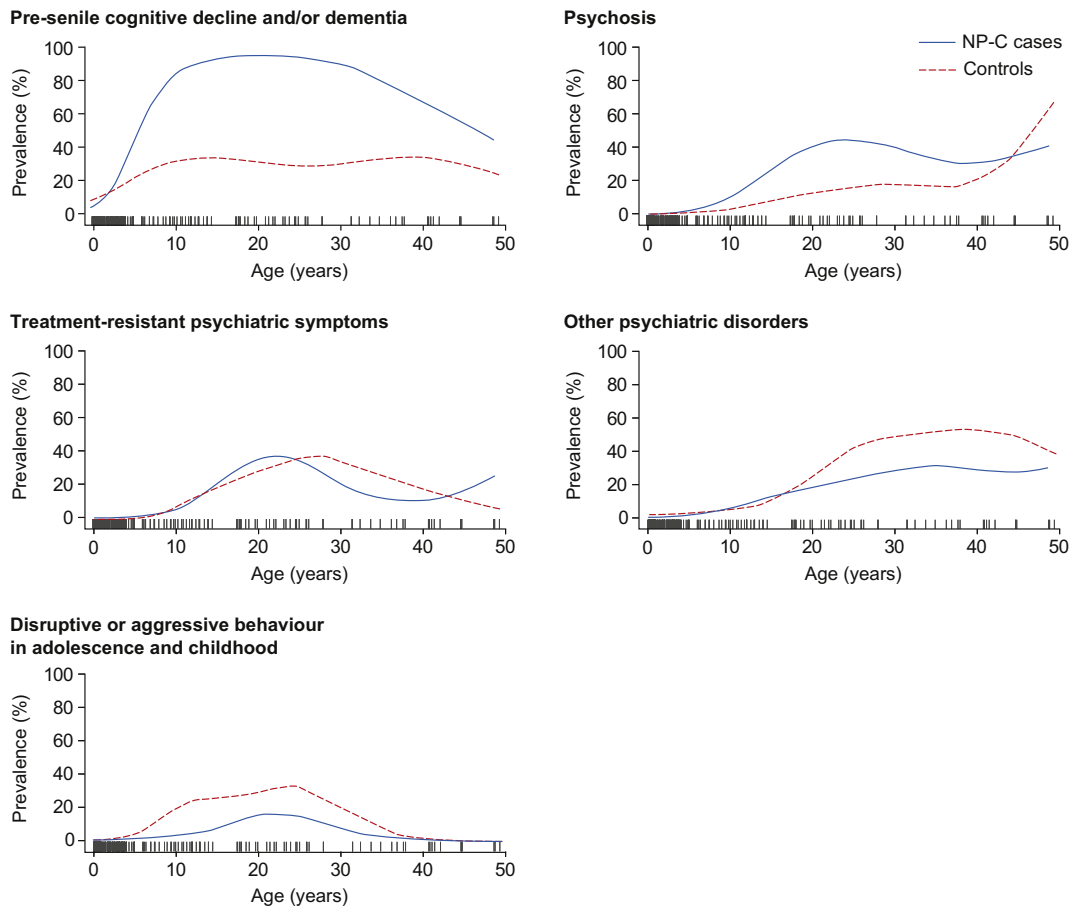 Pre-senile cognitive decline and/or dementia
Prevalence (%)
100
80
60
40
20
0
0 10 20 30 40 50
Age (years)
Psychosis
NP-C cases
Controls
Prevalence (%)
100
80
60
40
20
0
0 10 20 30 40 50
Age (years)
Treatment-resistant psychiatric symptoms
Prevalence (%)
100
80
60
40
20
0
0 10 20 30 40 50
Age (years)
Other psychiatric disorders
Prevalence (%)
100
80
60
40
20
0
0 10 20 30 40 50
Age (years)
Disruptive or aggressive behaviour
in adolescence and childhood
Prevalence (%)
100
80
60
40
20
0
0 10 20 30 40 50
Age (years)